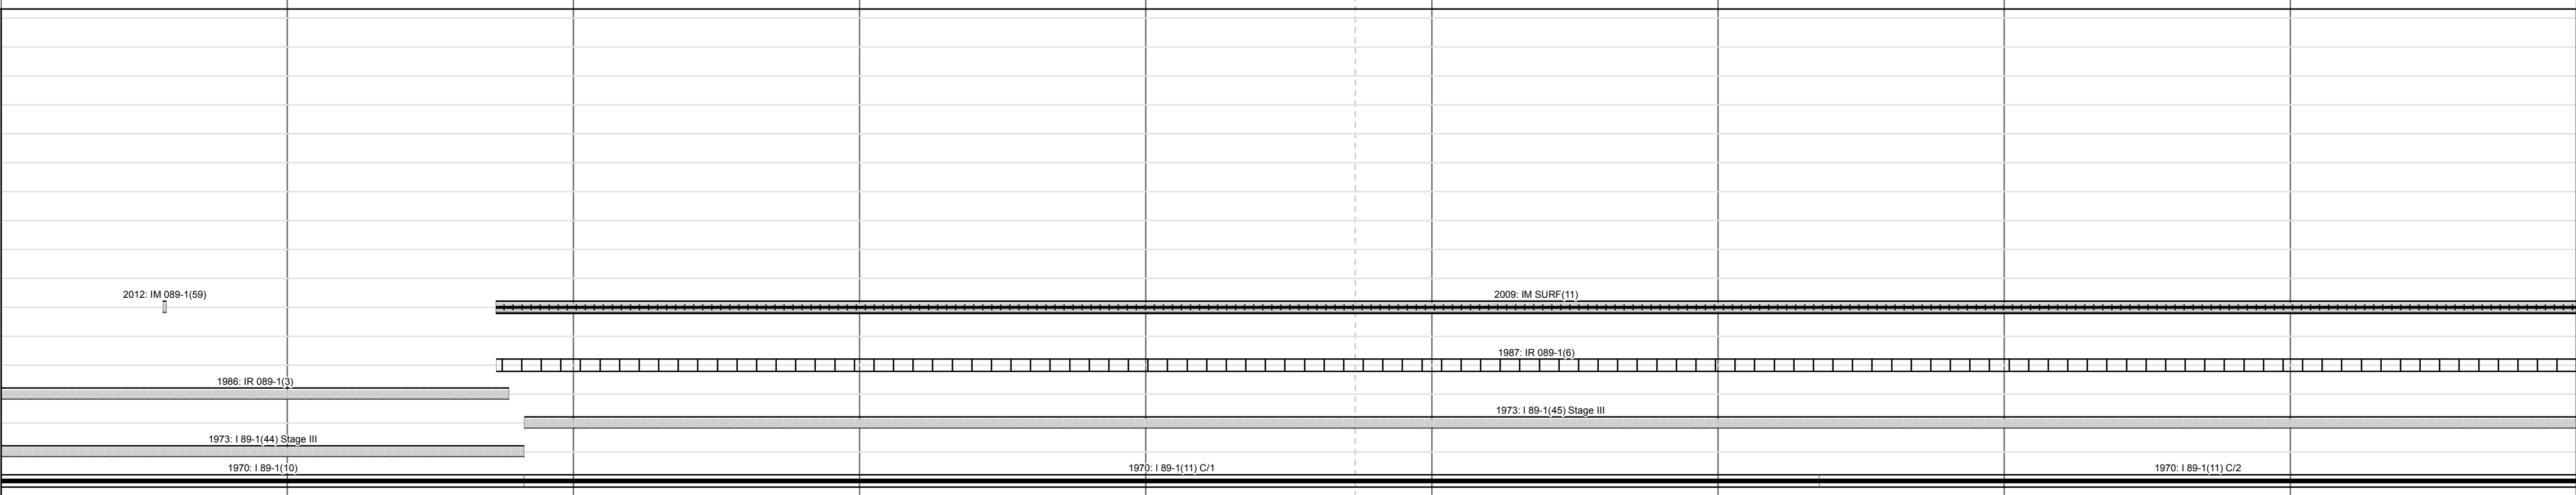 2012: IM 089-1(59)
2009: IM SURF(11)
1987: IR 089-1(6)
1986: IR 089-1(3)
1973: I 89-1(45) Stage III
1973: I 89-1(44) Stage III
1970: I 89-1(10)
1970: I 89-1(11) C/1
1970: I 89-1(11) C/2